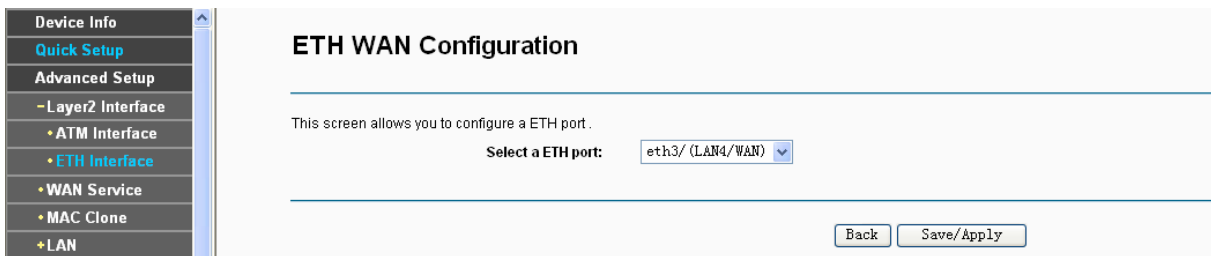 Device Info
Quick Setup
Advanced Setup
-Layer2 Interface
•ATM Interface
•ETH Interface
•WAN Service
•MAC Clone
+LAN
ETH WAN Configuration
This screen allows you to configure a ETH port .
Select a ETH port: eth3/(LAN4/WAN)
Back Save/Apply